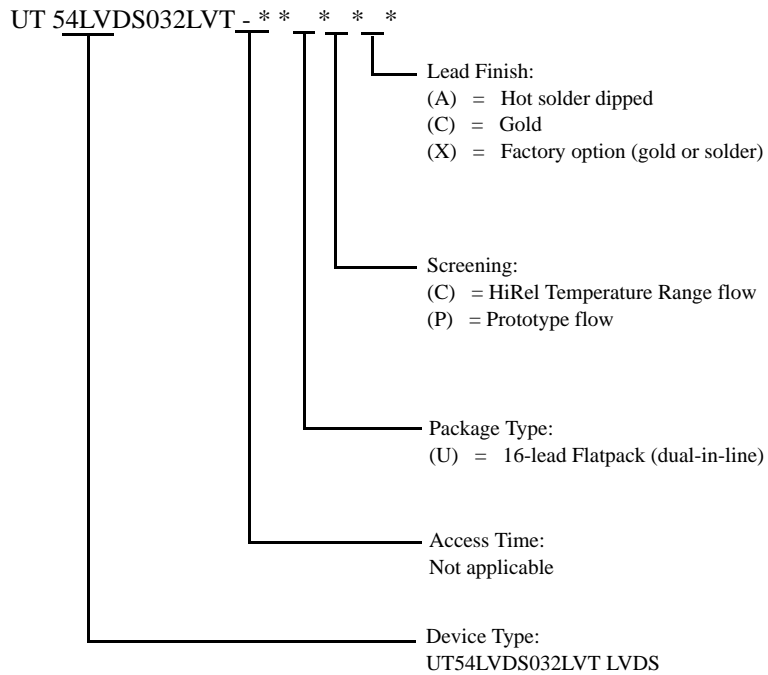 UT 54LVDS032LVT - * * * * *
Lead Finish:
(A) = Hot solder dipped
(C) = Gold
(X) = Factory option (gold or solder)
Screening:
(C) = HiRel Temperature Range flow
(P) = Prototype flow
Package Type:
(U) = 16-lead Flatpack (dual-in-line)
Access Time:
Not applicable
Device Type:
UT54LVDS032LVT LVDS